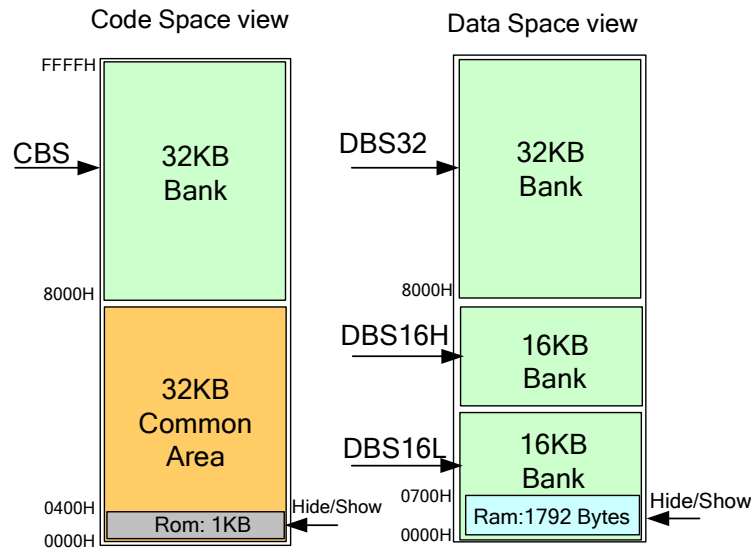 Code Space view
FFFFH
CBS
32KB
Bank
8000H
32KB
Common
Area
0400H
Rom: 1KB
Hide/Show
0000H
Data Space view
DBS32
32KB
Bank
8000H
DBS16H
16KB
Bank
DBS16L
16KB
Bank
0700H
Ram:1792 Bytes
Hide/Show
0000H